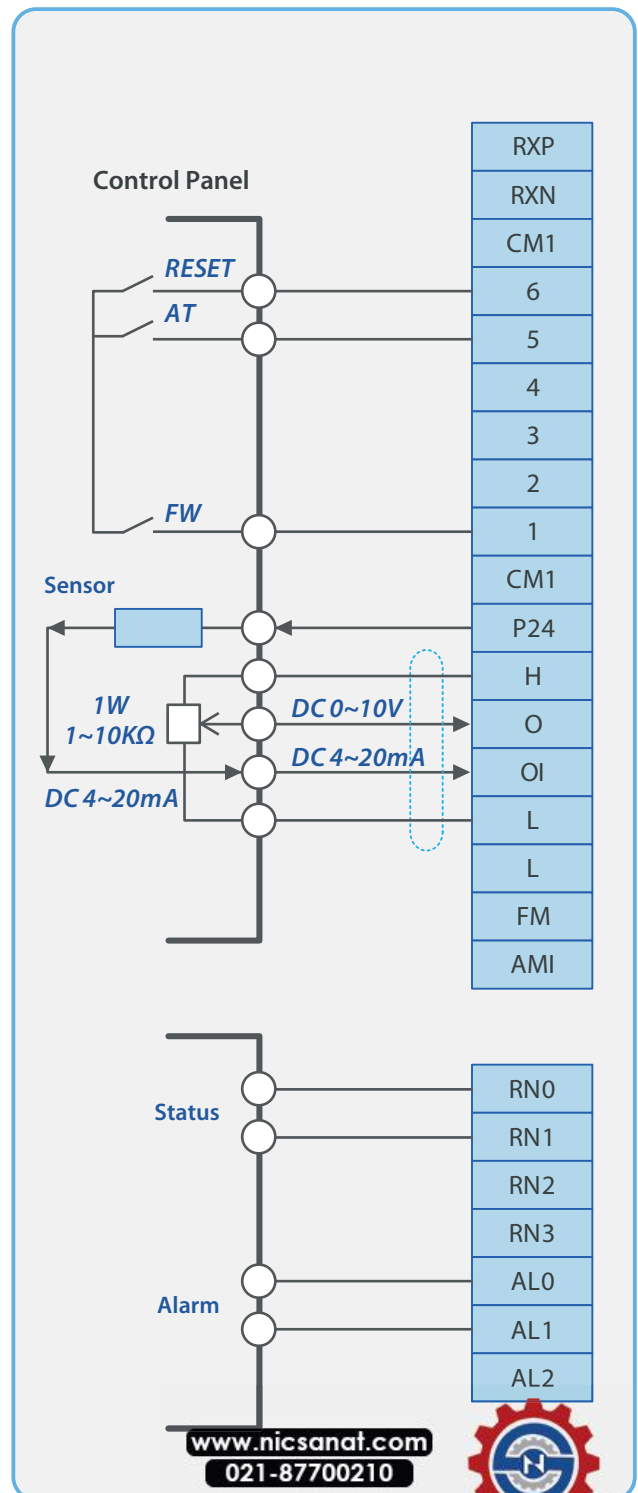 RXP
Control Panel
RXN
CM1
RESET
6
AT
5
4
3
2
FW
1
CM1
Sensor
P24
H
1W
1~10KΩ
DC 0~10V
O
DC 4~20mA
OI
DC 4~20mA
L
L
FM
AMI
RN0
Status
RN1
RN2
RN3
AL0
Alarm
AL1
AL2
www.nicsanat.com
021-87700210
N